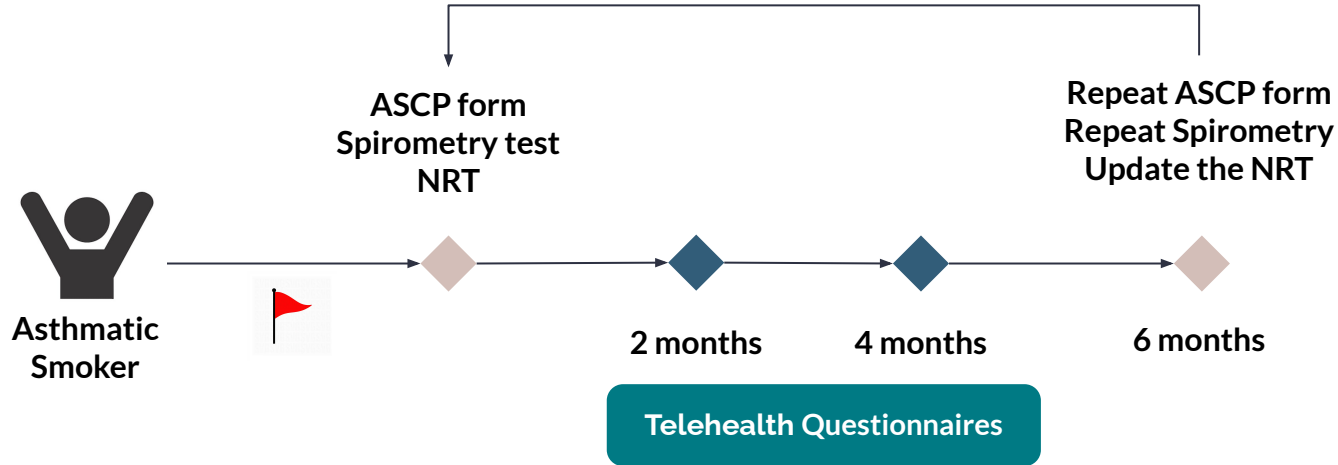 ASCP form
Spirometry test
NRT
Repeat ASCP form
Repeat Spirometry
Update the NRT
Asthmatic
Smoker
2 months
4 months
6 months
Telehealth Questionnaires